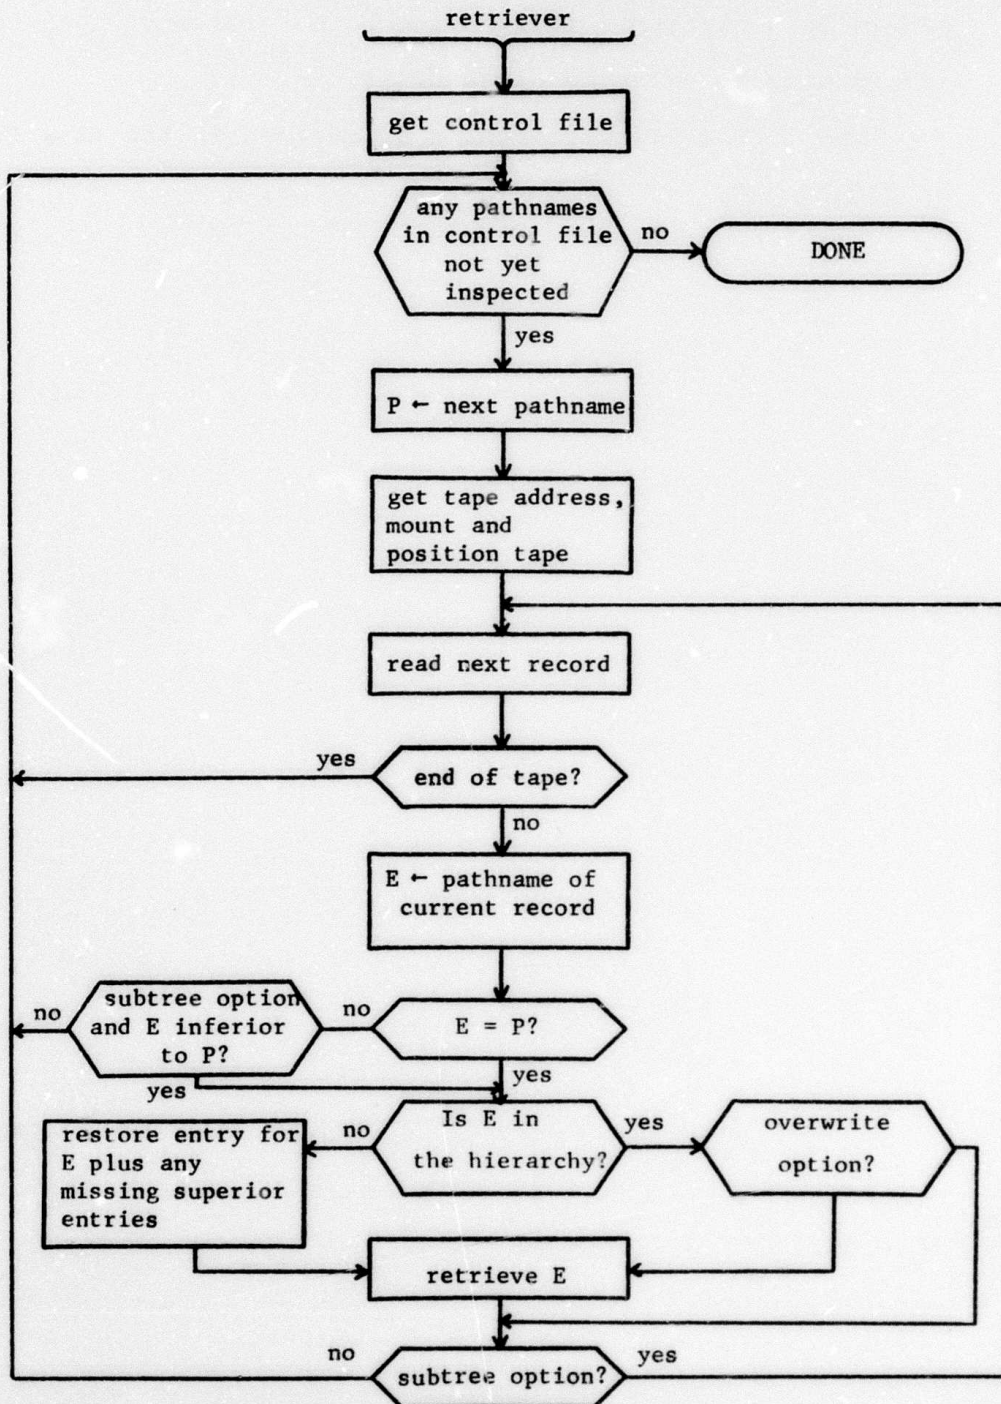 retriever
get control file
any pathnames
in control file
not yet
inspected
no
DONE
yes
P ← next pathname
get tape address,
mount and
position tape
read next record
yes
end of tape?
no
E ← pathname of
current record
no
subtree option
and E inferior
to P?
no
E = P?
yes
yes
restore entry for
E plus any
missing superior
entries
no
Is E in
the hierarchy?
yes
overwrite
option?
retrieve E
no
subtree option?
yes